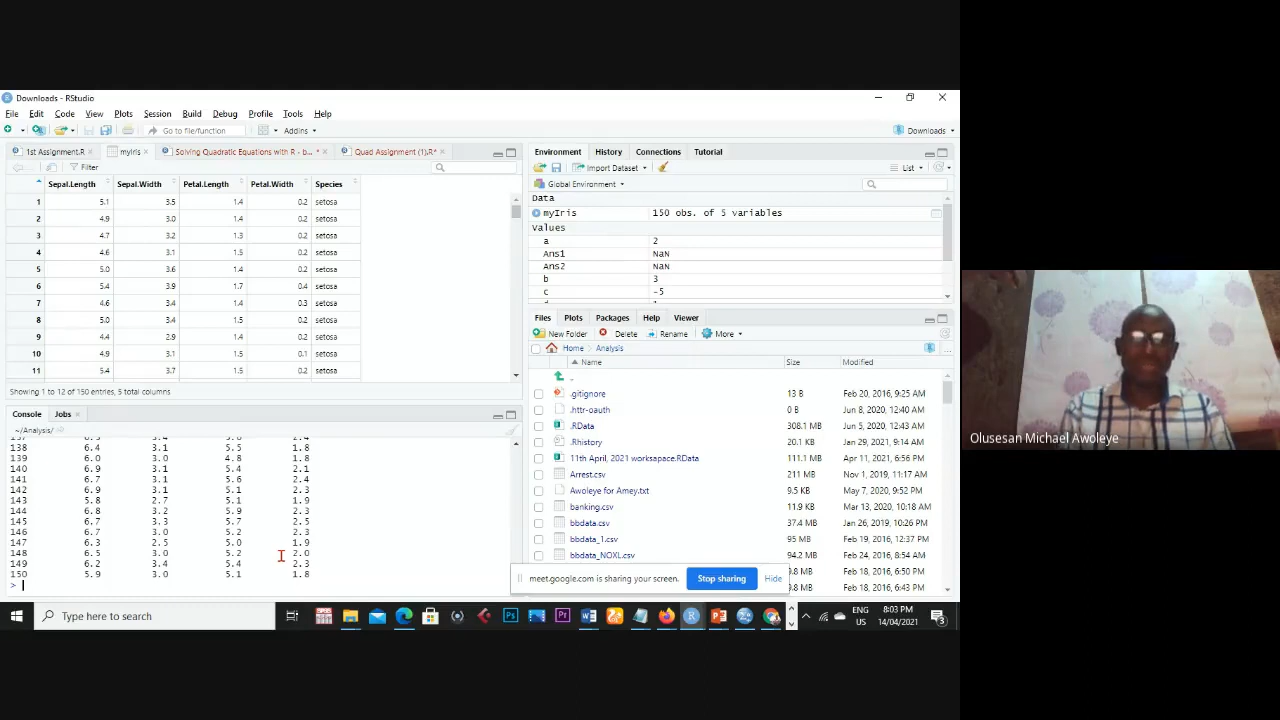 Downloads - RStudio
File Edit Code View Plots Session Build Debug Profile Tools Help
Go to file/function Addins Downloads
1st Assignment.R myIris Solving Quadratic Equations with R - b... * Quad Assignment (1).R*
Filter
Sepal.Length Sepal.Width Petal.Length Petal.Width Species
1 5.1 3.5 1.4 0.2 setosa
2 4.9 3.0 1.4 0.2 setosa
3 4.7 3.2 1.3 0.2 setosa
4 4.6 3.1 1.5 0.2 setosa
5 5.0 3.6 1.4 0.2 setosa
6 5.4 3.9 1.7 0.4 setosa
7 4.6 3.4 1.4 0.3 setosa
8 5.0 3.4 1.5 0.2 setosa
9 4.4 2.9 1.4 0.2 setosa
10 4.9 3.1 1.5 0.1 setosa
11 5.4 3.7 1.5 0.2 setosa
Showing 1 to 12 of 150 entries, 5 total columns
Console Jobs
~/Analysis/
138 6.4 3.1 5.5 1.8
139 6.0 3.0 4.8 1.8
140 6.9 3.1 5.4 2.1
141 6.7 3.1 5.6 2.4
142 6.9 3.1 5.1 2.3
143 5.8 2.7 5.1 1.9
144 6.8 3.2 5.9 2.3
145 6.7 3.3 5.7 2.5
146 6.7 3.0 5.2 2.3
147 6.3 2.5 5.0 1.9
148 6.5 3.0 5.2 2.0
149 6.2 3.4 5.4 2.3
150 5.9 3.0 5.1 1.8
>
Environment History Connections Tutorial
Import Dataset List
Global Environment
Data
myIris 150 obs. of 5 variables
Values
a 2
Ans1 NaN
Ans2 NaN
b 3
c -5
Files Plots Packages Help Viewer
New Folder Delete Rename More
Home Analysis
Name Size Modified
..
.gitignore 13 B Feb 20, 2016, 9:25 AM
.httr-oauth 0 B Jun 8, 2020, 12:40 AM
.RData 308.1 MB Jun 5, 2020, 12:43 AM
.Rhistory 20.1 KB Jan 29, 2021, 9:14 AM
11th April, 2021 worksapace.RData 111.1 MB Apr 11, 2021, 6:56 PM
Arrest.csv 211 MB Nov 1, 2019, 11:17 AM
Awoleye for Amey.txt 9.5 KB May 7, 2020, 9:52 PM
banking.csv 11.9 KB Mar 13, 2020, 10:18 AM
bbdata.csv 37.4 MB Jan 26, 2019, 10:26 PM
bbdata_1.csv 95 MB Feb 19, 2016, 12:37 PM
bbdata_NOXL.csv 94.2 MB Feb 24, 2016, 8:54 AM
3.8 MB Feb 18, 2016, 6:50 PM
3.8 MB Feb 18, 2016, 6:43 PM
meet.google.com is sharing your screen. Stop sharing Hide
Type here to search
ENG
US
8:03 PM
14/04/2021
3
Olusesan Michael Awoleye